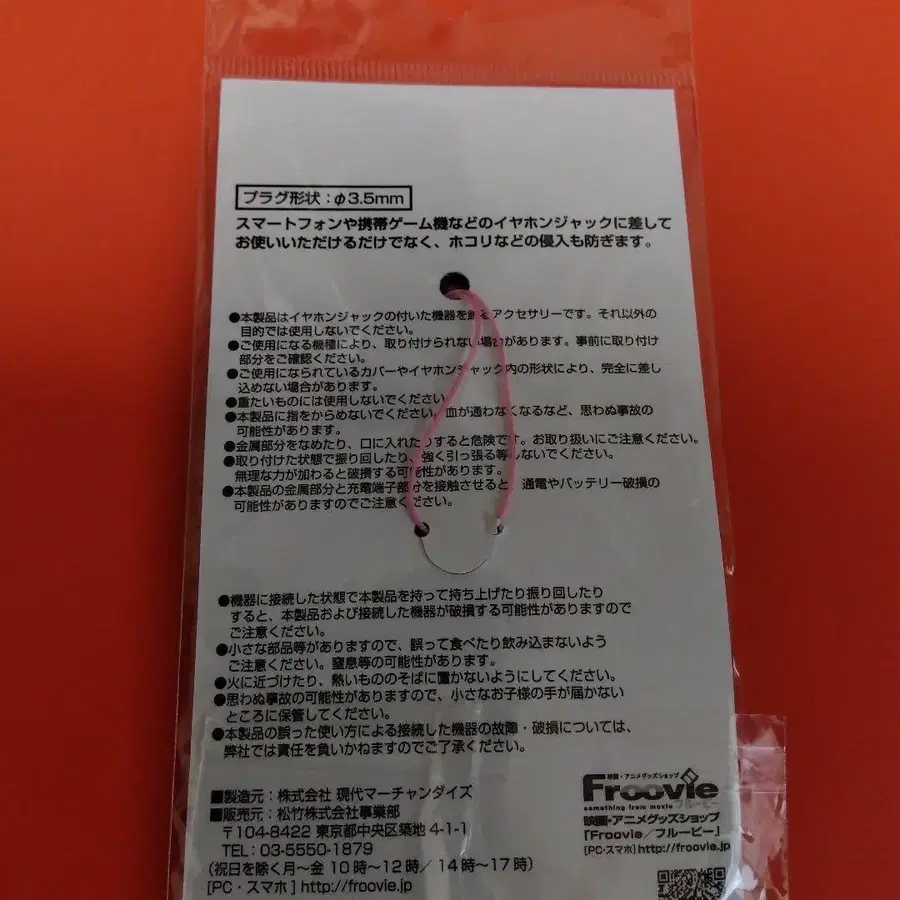 プラグ形状：φ3.5mm
スマートフォンや携帯ゲーム機などのイヤホンジャックに差して
お使いいただけるだけでなく、ホコリなどの侵入も防ぎます。
●本製品はイヤホンジャックの付いた機器を飾るアクセサリーです。それ以外の
目的では使用しないでください。
●ご使用になる機種により、取り付けられない場合があります。事前に取り付け
部分をご確認ください。
●ご使用になられているカバーやイヤホンジャック内の形状により、完全に差し
込めない場合があります。
●重たいものには使用しないでください
●本製品に指をからめないでください。血が通わなくなるなど、思わぬ事故の
可能性があります。
●金属部分をなめたり、口に入れたりすると危険です。お取り扱いにご注意ください。
●取り付けた状態で振り回したり、強く引っ張る等しないでください。
無理な力が加わると破損する可能性があります。
●本製品の金属部分と充電端子部分を接触させると、通電やバッテリー破損の
可能性がありますのでご注意ください。
●機器に接続した状態で本製品を持って持ち上げたり振り回したり
すると、本製品および接続した機器が破損する可能性がありますので
ご注意ください。
●小さな部品等がありますので、誤って食べたり飲み込まないよう
ご注意ください。窒息等の可能性があります。
●火に近づけたり、熱いもののそばに置かないようにしてください。
●思わぬ事故の可能性がありますので、小さなお子様の手が届かない
ところに保管してください。
●本製品の誤った使い方による接続した機器の故障・破損については、
弊社では責任を負いかねますのでご了承ください。
■製造元：株式会社 現代マーチャンダイズ
■販売元：松竹株式会社事業部
〒104-8422 東京都中央区築地 4-1-1
TEL：03-5550-1879
（祝日を除く月〜金 10時〜12時／14時〜17時）
[PC・スマホ] http://froovie.jp
映画・アニメグッズショップ
Froovie
something from movie フルービー
映画・アニメグッズショップ
「Froovie／フルービー」
[PC・スマホ] http://froovie.jp